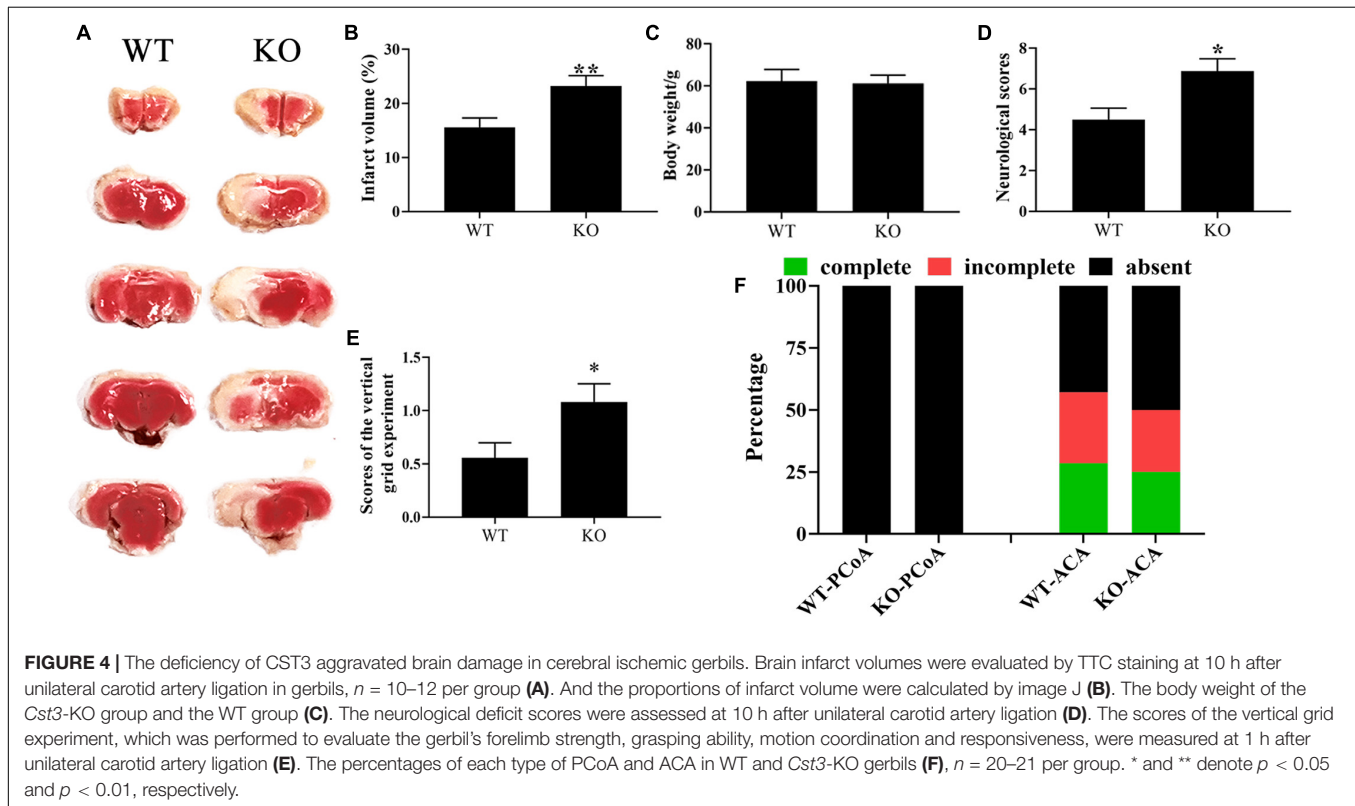 A
WT KO
B
Infarct volume (%)
30
20
10
0
**
WT KO
C
Body weight/g
80
60
40
20
0
WT KO
D
Neurological scores
8
6
4
2
0
*
WT KO
E
Scores of the vertical
grid experiment
1.5
1.0
0.5
0.0
*
WT KO
complete incomplete absent
F
Percentage
100
75
50
25
0
WT-PCoA KO-PCoA WT-ACA KO-ACA
FIGURE 4 | The deficiency of CST3 aggravated brain damage in cerebral ischemic gerbils. Brain infarct volumes were evaluated by TTC staining at 10 h after
unilateral carotid artery ligation in gerbils, n = 10–12 per group (A). And the proportions of infarct volume were calculated by image J (B). The body weight of the
Cst3-KO group and the WT group (C). The neurological deficit scores were assessed at 10 h after unilateral carotid artery ligation (D). The scores of the vertical grid
experiment, which was performed to evaluate the gerbil's forelimb strength, grasping ability, motion coordination and responsiveness, were measured at 1 h after
unilateral carotid artery ligation (E). The percentages of each type of PCoA and ACA in WT and Cst3-KO gerbils (F), n = 20–21 per group. * and ** denote p < 0.05
and p < 0.01, respectively.